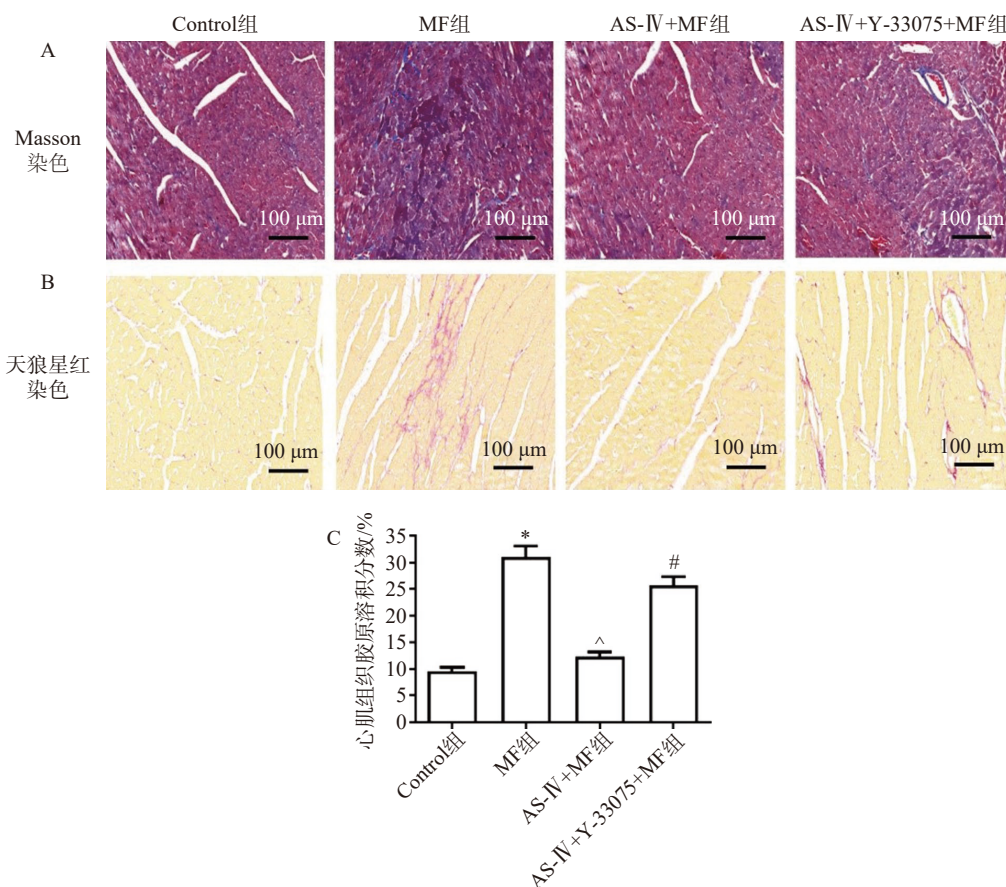 Control组 MF组 AS-Ⅳ+MF组 AS-Ⅳ+Y-33075+MF组
A
Masson
染色
100 μm 100 μm 100 μm 100 μm
B
天狼星红
染色
100 μm 100 μm 100 μm 100 μm
C
心肌组织胶原溶积分数/%
35
30
25
20
15
10
5
0
*
^
#
Control组
MF组
AS-Ⅳ+MF组
AS-Ⅳ+Y-33075+MF组